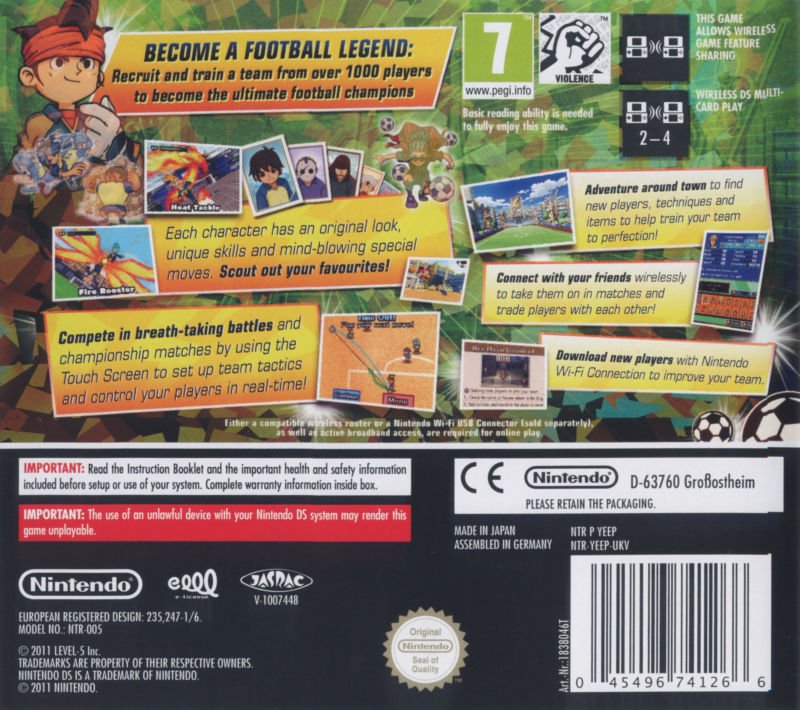 BECOME A FOOTBALL LEGEND:
Recruit and train a team from over 1000 players
to become the ultimate football champions
7
www.pegi.info
VIOLENCE
Basic reading ability is needed
to fully enjoy this game.
THIS GAME
ALLOWS WIRELESS
GAME FEATURE
SHARING
WIRELESS DS MULTI-
CARD PLAY
2–4
Heat Tackle
Each character has an original look,
unique skills and mind-blowing special
moves. Scout out your favourites!
Fire Rooster
Adventure around town to find
new players, techniques and
items to help train your team
to perfection!
Connect with your friends wirelessly
to take them on in matches and
trade players with each other!
Compete in breath-taking battles and
championship matches by using the
Touch Screen to set up team tactics
and control your players in real-time!
Time Out!
Plan your next move!
Menu
Download new players with Nintendo
Wi-Fi Connection to improve your team.
Either a compatible wireless router or a Nintendo Wi-Fi USB Connector (sold separately),
as well as active broadband access, are required for online play.
IMPORTANT: Read the Instruction Booklet and the important health and safety information
included before setup or use of your system. Complete warranty information inside box.
IMPORTANT: The use of an unlawful device with your Nintendo DS system may render this
game unplayable.
CE
Nintendo®
D-63760 Großostheim
PLEASE RETAIN THE PACKAGING.
MADE IN JAPAN
ASSEMBLED IN GERMANY
NTR P YEEP
NTR-YEEP-UKV
Nintendo®
e-License
JASRAC
V-1007448
EUROPEAN REGISTERED DESIGN: 235,247-1/6.
MODEL NO.: NTR-005
© 2011 LEVEL-5 Inc.
TRADEMARKS ARE PROPERTY OF THEIR RESPECTIVE OWNERS.
NINTENDO DS IS A TRADEMARK OF NINTENDO.
© 2011 NINTENDO.
Original
Nintendo
Seal of
Quality
TM
Art.-Nr.: 1838046T
0 45496 74126 6